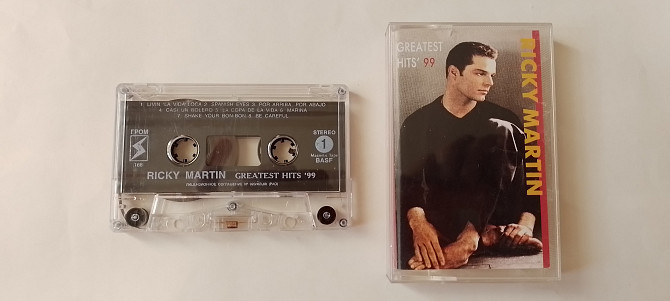 1. LIVIN' "LA VIDA LOCA 2. SPANISH EYES 3. POR ARRIBA, POR ABAJO
4. CASI UN BOLERO 5. LA COPA DE LA VIDA 6. MARINA
7. SHAKE YOUR BON-BON 8. BE CAREFUL
ГРОМ
STEREO
1
BASF
RICKY MARTIN GREATEST HITS '99
GREATEST
HITS' 99
RICKY MARTIN